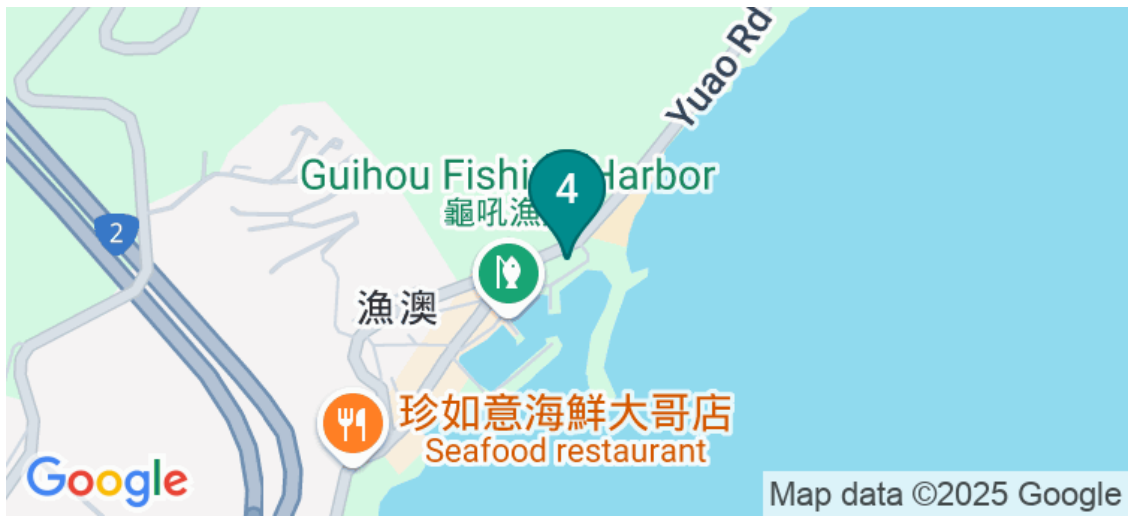 Yuao Rd
Guihou Fishi Harbor
4
龜吼漁
2
漁澳
珍如意海鮮大哥店
Seafood restaurant
Google
Map data ©2025 Google